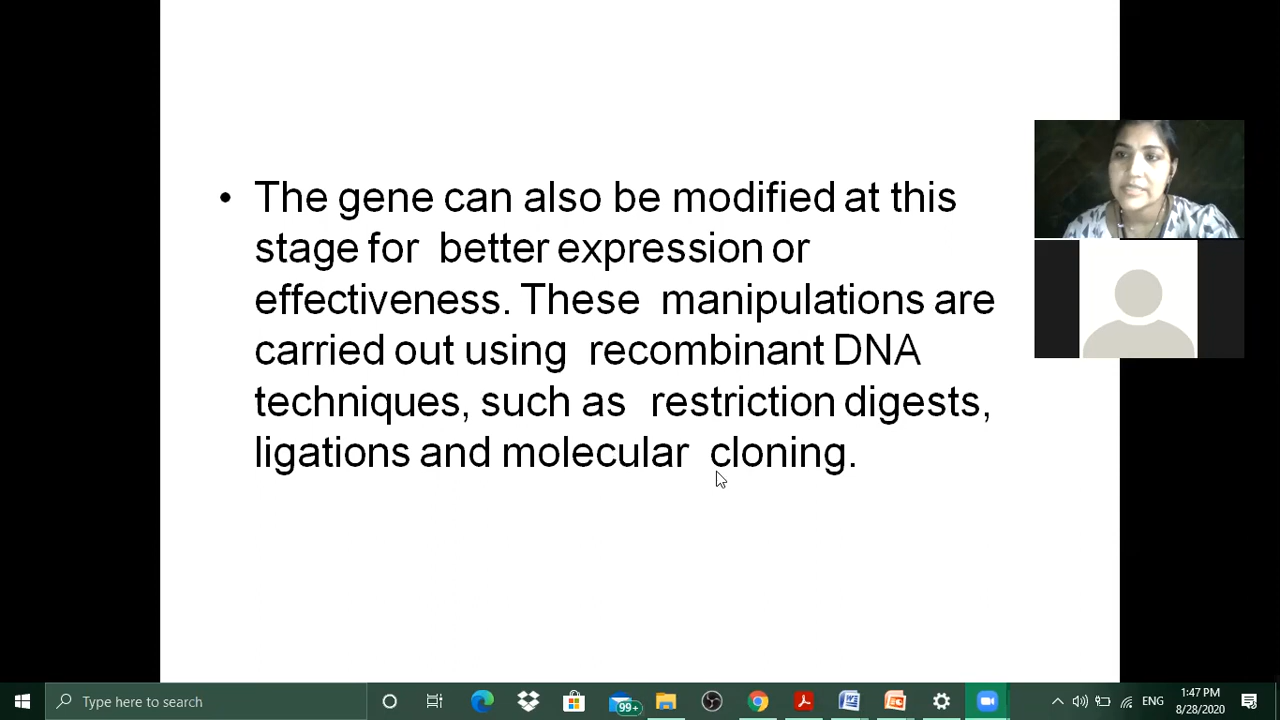 • The gene can also be modified at this
stage for better expression or
effectiveness. These manipulations are
carried out using recombinant DNA
techniques, such as restriction digests,
ligations and molecular cloning.
Type here to search
99+
ENG
1:47 PM
8/28/2020